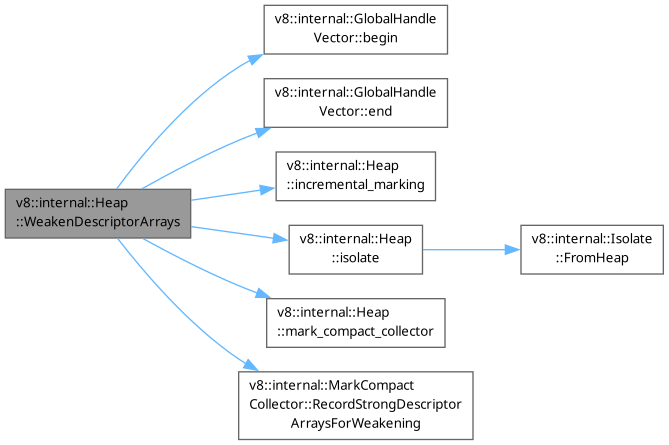 v8::internal::GlobalHandle
Vector::begin
v8::internal::GlobalHandle
Vector::end
v8::internal::Heap
::incremental_marking
v8::internal::Heap
::WeakenDescriptorArrays
v8::internal::Heap
::isolate
v8::internal::Isolate
::FromHeap
v8::internal::Heap
::mark_compact_collector
v8::internal::MarkCompact
Collector::RecordStrongDescriptor
ArraysForWeakening